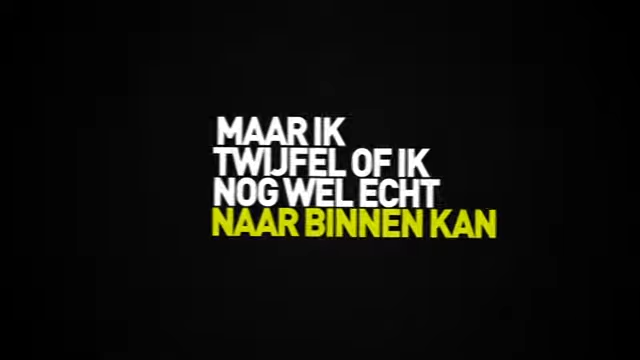 MAAR IK
TWIJFEL OF IK
NOG WEL ECHT
NAAR BINNEN KAN